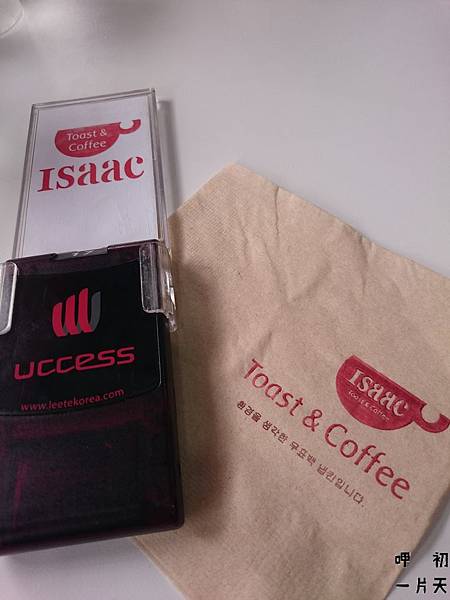 Toast &
Coffee
Isaac
uccess
www.leetekorea.com
Isaac
Toast & Coffee
Toast & Coffee
환경을 생각한 무표백 냅킨입니다.
呷 初
一片天